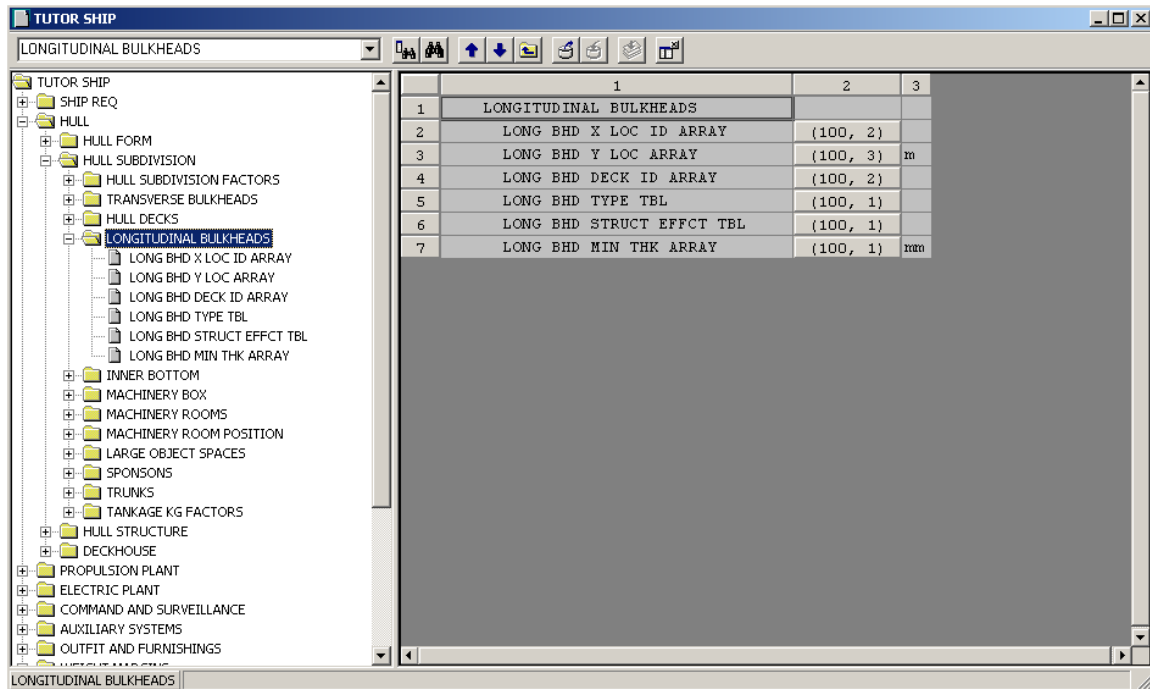 TUTOR SHIP
LONGITUDINAL BULKHEADS
TUTOR SHIP
SHIP REQ
HULL
HULL FORM
HULL SUBDIVISION
HULL SUBDIVISION FACTORS
TRANSVERSE BULKHEADS
HULL DECKS
LONGITUDINAL BULKHEADS
LONG BHD X LOC ID ARRAY
LONG BHD Y LOC ARRAY
LONG BHD DECK ID ARRAY
LONG BHD TYPE TBL
LONG BHD STRUCT EFFCT TBL
LONG BHD MIN THK ARRAY
INNER BOTTOM
MACHINERY BOX
MACHINERY ROOMS
MACHINERY ROOM POSITION
LARGE OBJECT SPACES
SPONSONS
TRUNKS
TANKAGE KG FACTORS
HULL STRUCTURE
DECKHOUSE
PROPULSION PLANT
ELECTRIC PLANT
COMMAND AND SURVEILLANCE
AUXILIARY SYSTEMS
OUTFIT AND FURNISHINGS
1 2 3
1 LONGITUDINAL BULKHEADS
2 LONG BHD X LOC ID ARRAY (100, 2)
3 LONG BHD Y LOC ARRAY (100, 3) m
4 LONG BHD DECK ID ARRAY (100, 2)
5 LONG BHD TYPE TBL (100, 1)
6 LONG BHD STRUCT EFFCT TBL (100, 1)
7 LONG BHD MIN THK ARRAY (100, 1) mm
LONGITUDINAL BULKHEADS